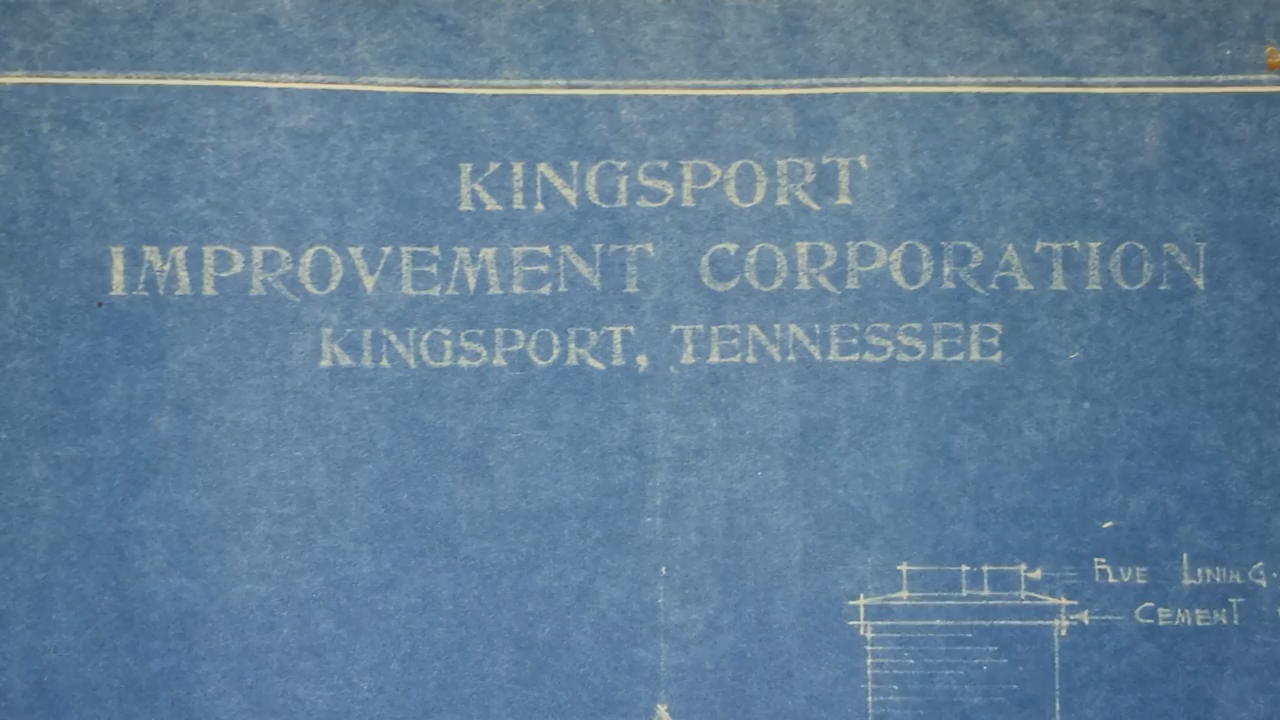 KINGSPORT
IMPROVEMENT CORPORATION
KINGSPORT, TENNESSEE
FLUE LINING.
CEMENT